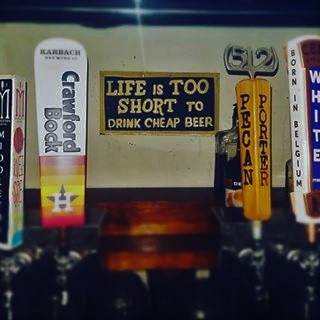 KARBACH
BREWING CO
Crawford
Bock
LIFE IS TOO
SHORT TO
DRINK CHEAP BEER
512
PECAN
PORTER
BORN IN BELGIUM
WHITE